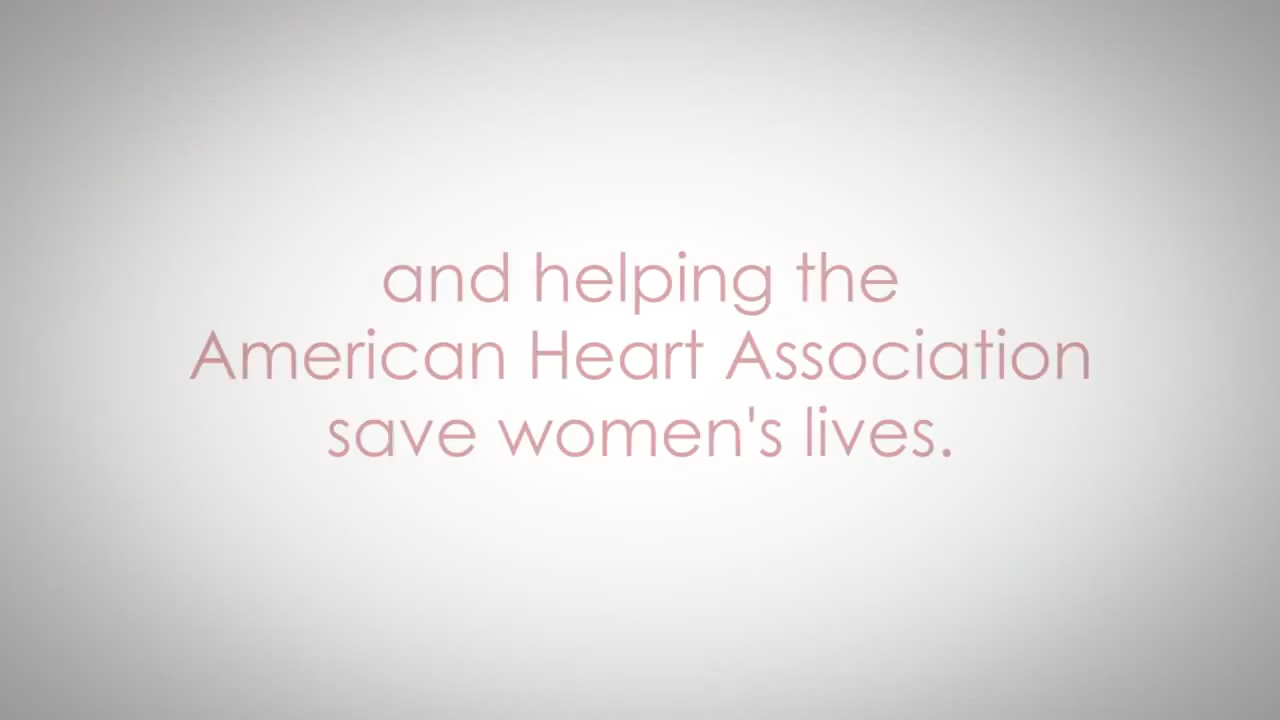 and helping the
American Heart Association
save women's lives.